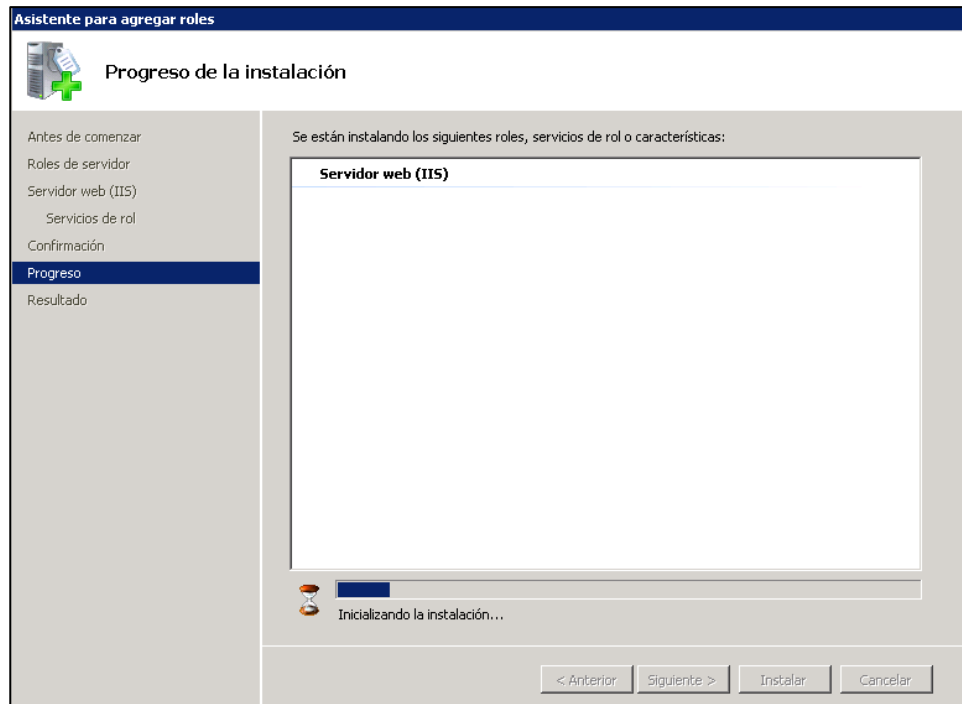 Asistente para agregar roles
Progreso de la instalación
Antes de comenzar
Roles de servidor
Servidor web (IIS)
Servicios de rol
Confirmación
Progreso
Resultado
Se están instalando los siguientes roles, servicios de rol o características:
Servidor web (IIS)
Inicializando la instalación...
< Anterior
Siguiente >
Instalar
Cancelar